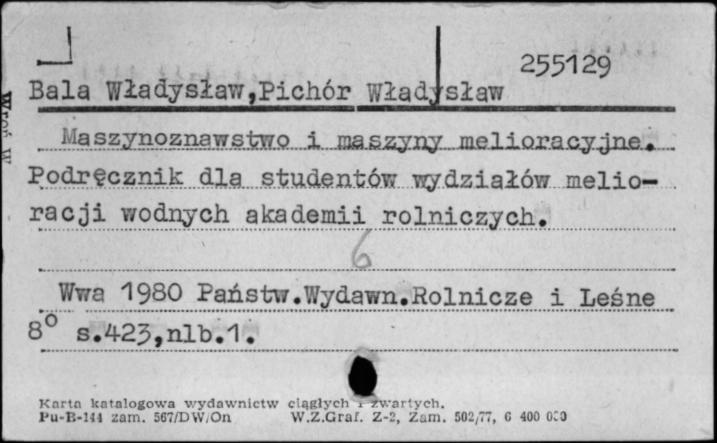 255129
Bala Władysław,Pichór Władysław
Maszynoznawstwo i maszyny melioracyjne.
Podręcznik dla studentów wydziałów melio-
racji wodnych akademii rolniczych.
6
Wwa 1980 Państw.Wydawn.Rolnicze i Leśne
8° s.423,nlb.1.
Karta katalogowa wydawnictw ciągłych i zwartych.
Pu-B-144 zam. 567/DW/On W.Z.Graf. Z-2, Zam. 502/77, 6 400 000